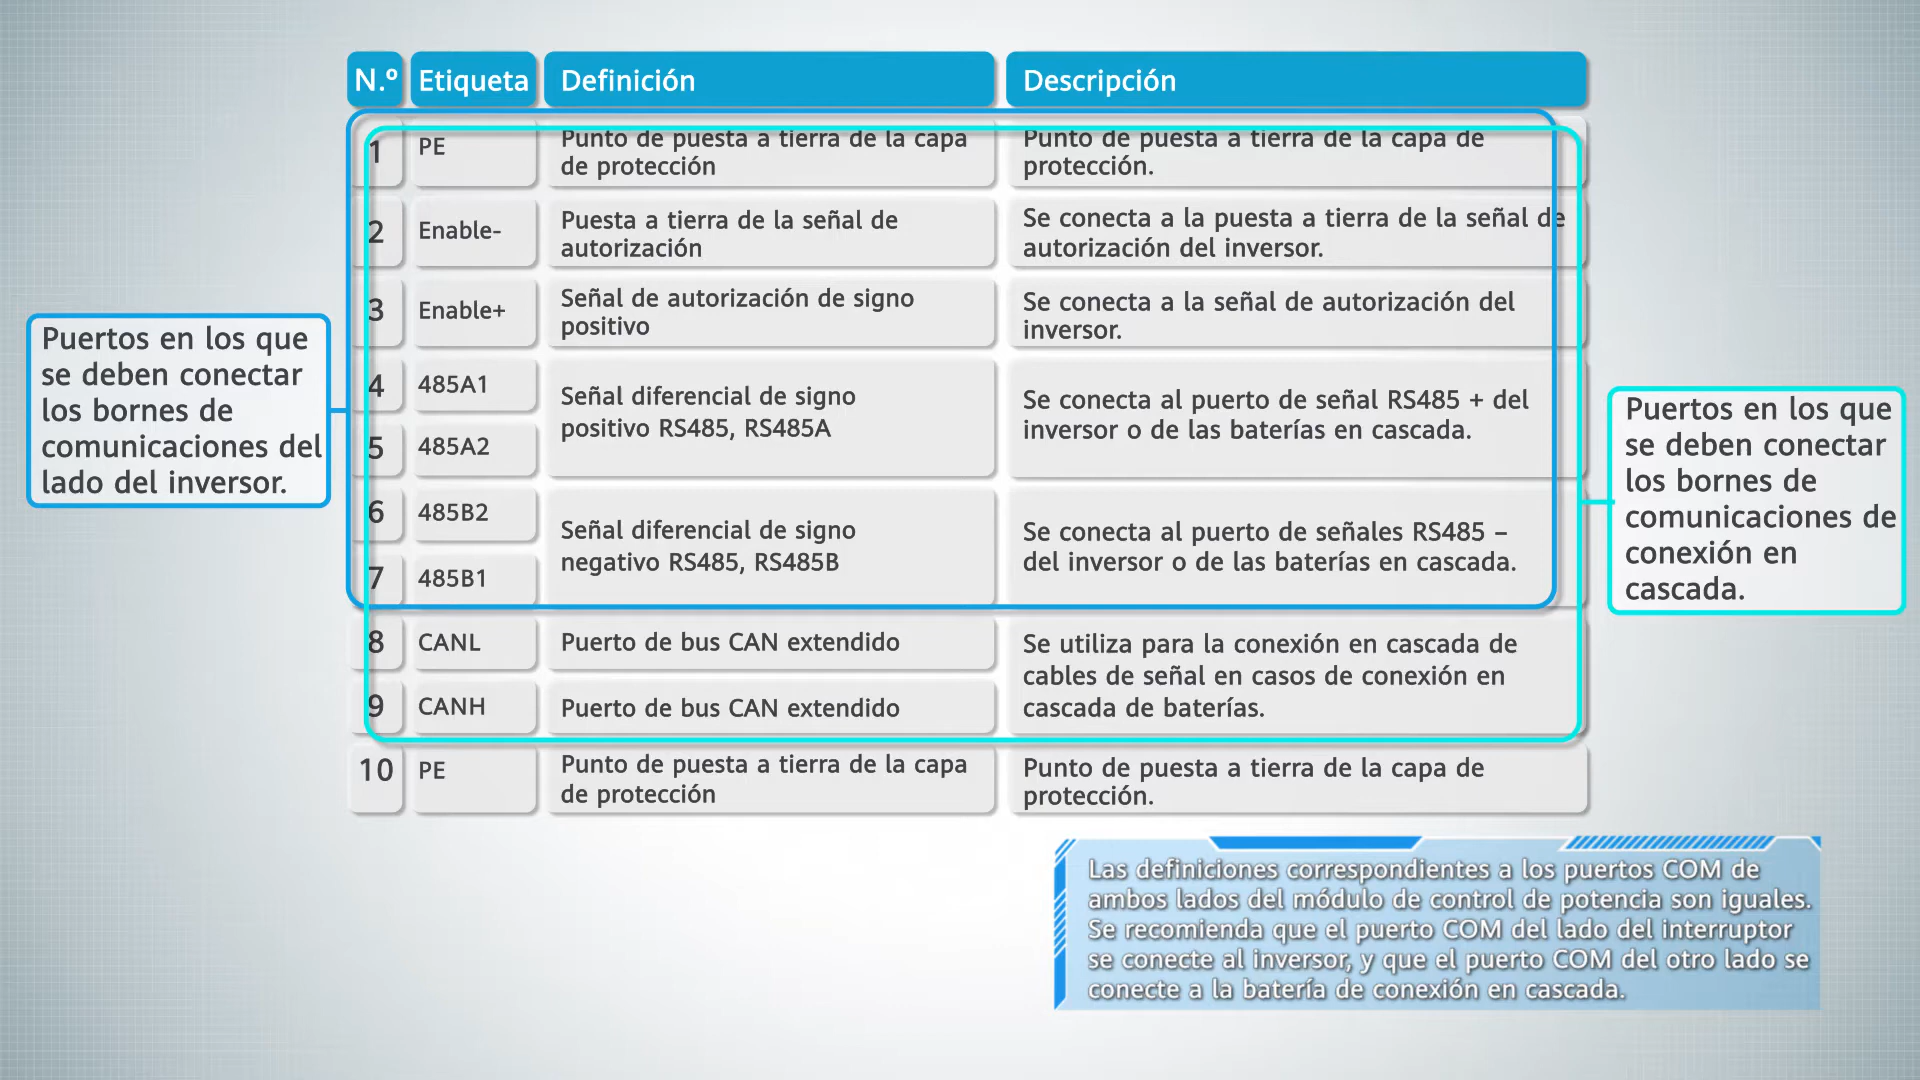 N.º Etiqueta Definición Descripción
1 PE Punto de puesta a tierra de la capa de protección Punto de puesta a tierra de la capa de protección.
2 Enable- Puesta a tierra de la señal de autorización Se conecta a la puesta a tierra de la señal de autorización del inversor.
3 Enable+ Señal de autorización de signo positivo Se conecta a la señal de autorización del inversor.
4 485A1 Señal diferencial de signo positivo RS485, RS485A Se conecta al puerto de señal RS485 + del inversor o de las baterías en cascada.
5 485A2
6 485B2 Señal diferencial de signo negativo RS485, RS485B Se conecta al puerto de señales RS485 – del inversor o de las baterías en cascada.
7 485B1
8 CANL Puerto de bus CAN extendido Se utiliza para la conexión en cascada de cables de señal en casos de conexión en cascada de baterías.
9 CANH Puerto de bus CAN extendido
10 PE Punto de puesta a tierra de la capa de protección Punto de puesta a tierra de la capa de protección.
Puertos en los que
se deben conectar
los bornes de
comunicaciones del
lado del inversor.
Puertos en los que
se deben conectar
los bornes de
comunicaciones de
conexión en
cascada.
Las definiciones correspondientes a los puertos COM de
ambos lados del módulo de control de potencia son iguales.
Se recomienda que el puerto COM del lado del interruptor
se conecte al inversor, y que el puerto COM del otro lado se
conecte a la batería de conexión en cascada.